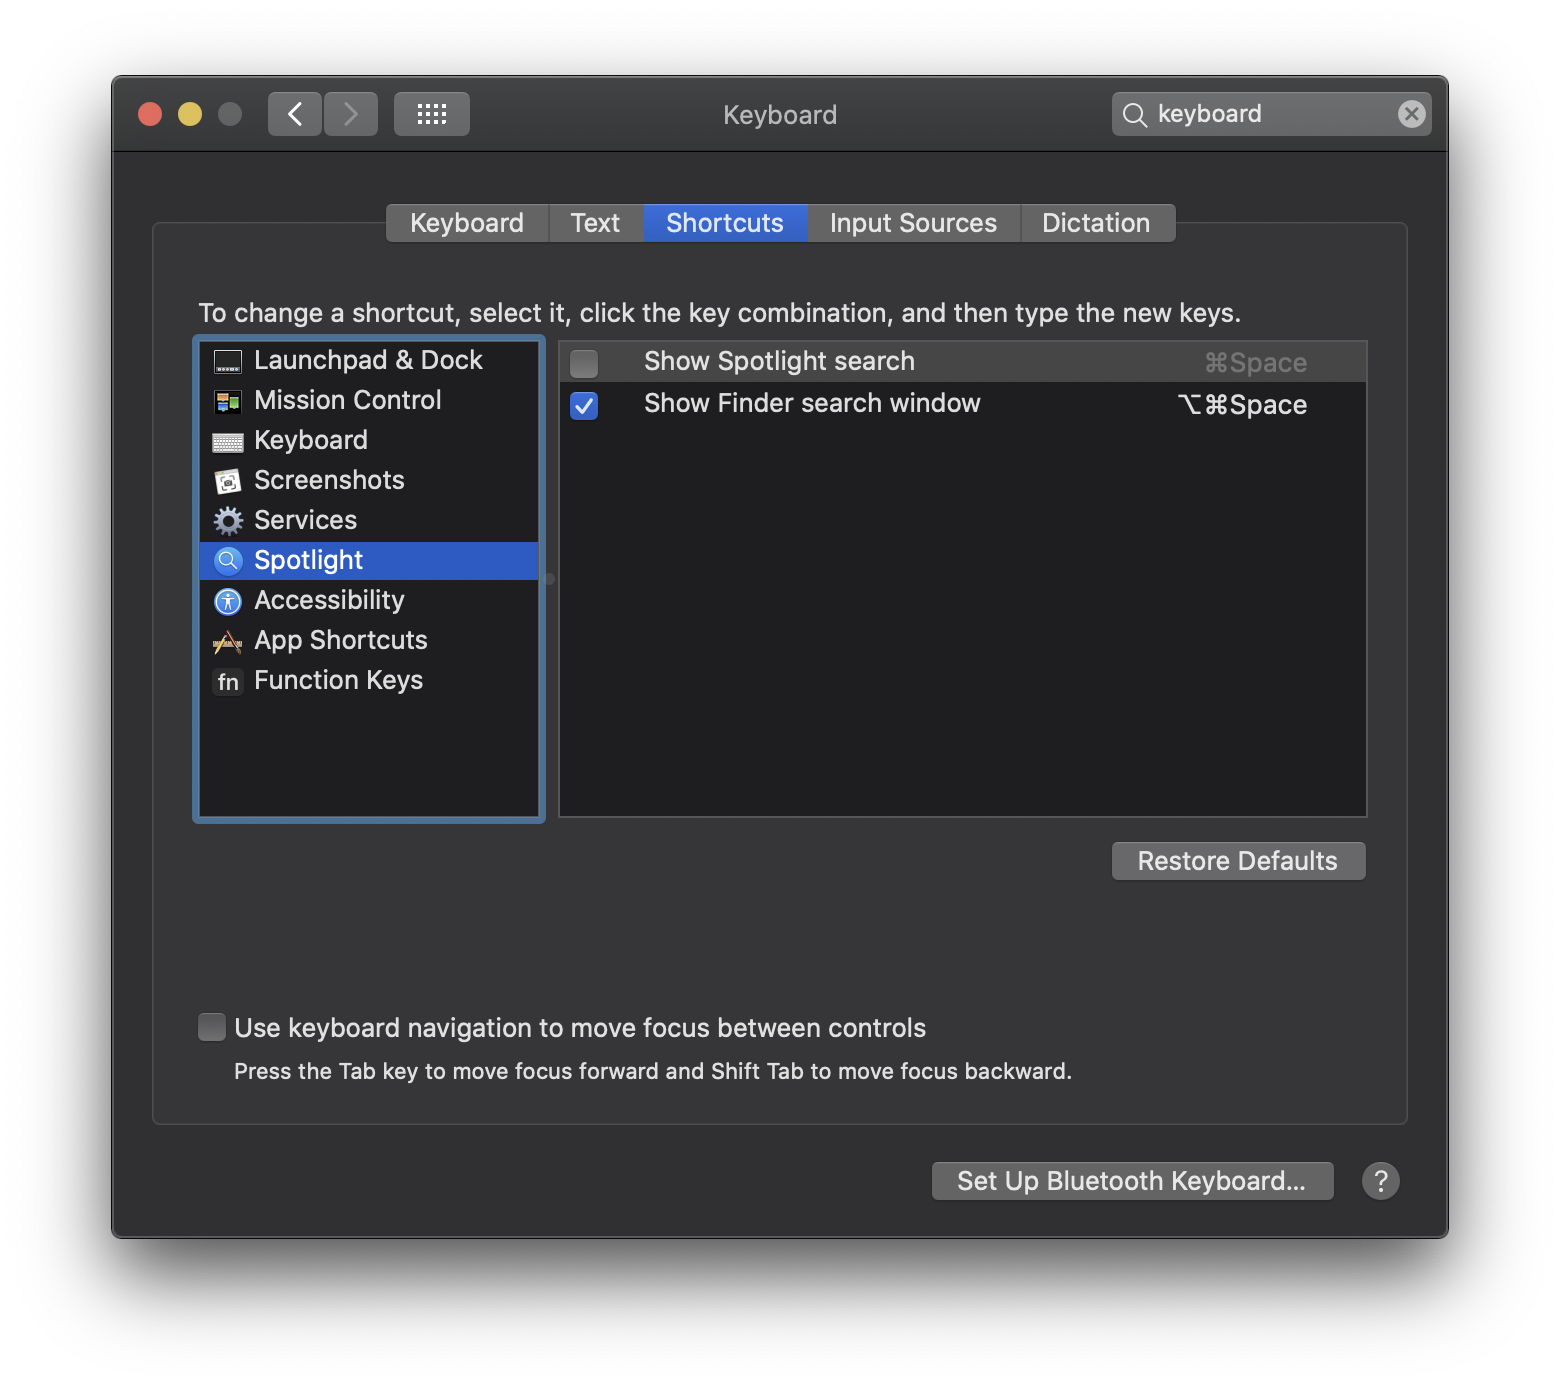 Keyboard
keyboard
Keyboard Text Shortcuts Input Sources Dictation
To change a shortcut, select it, click the key combination, and then type the new keys.
Launchpad & Dock
Mission Control
Keyboard
Screenshots
Services
Spotlight
Accessibility
App Shortcuts
fn Function Keys
Show Spotlight search ⌘Space
Show Finder search window ⌥⌘Space
Restore Defaults
Use keyboard navigation to move focus between controls
Press the Tab key to move focus forward and Shift Tab to move focus backward.
Set Up Bluetooth Keyboard... ?